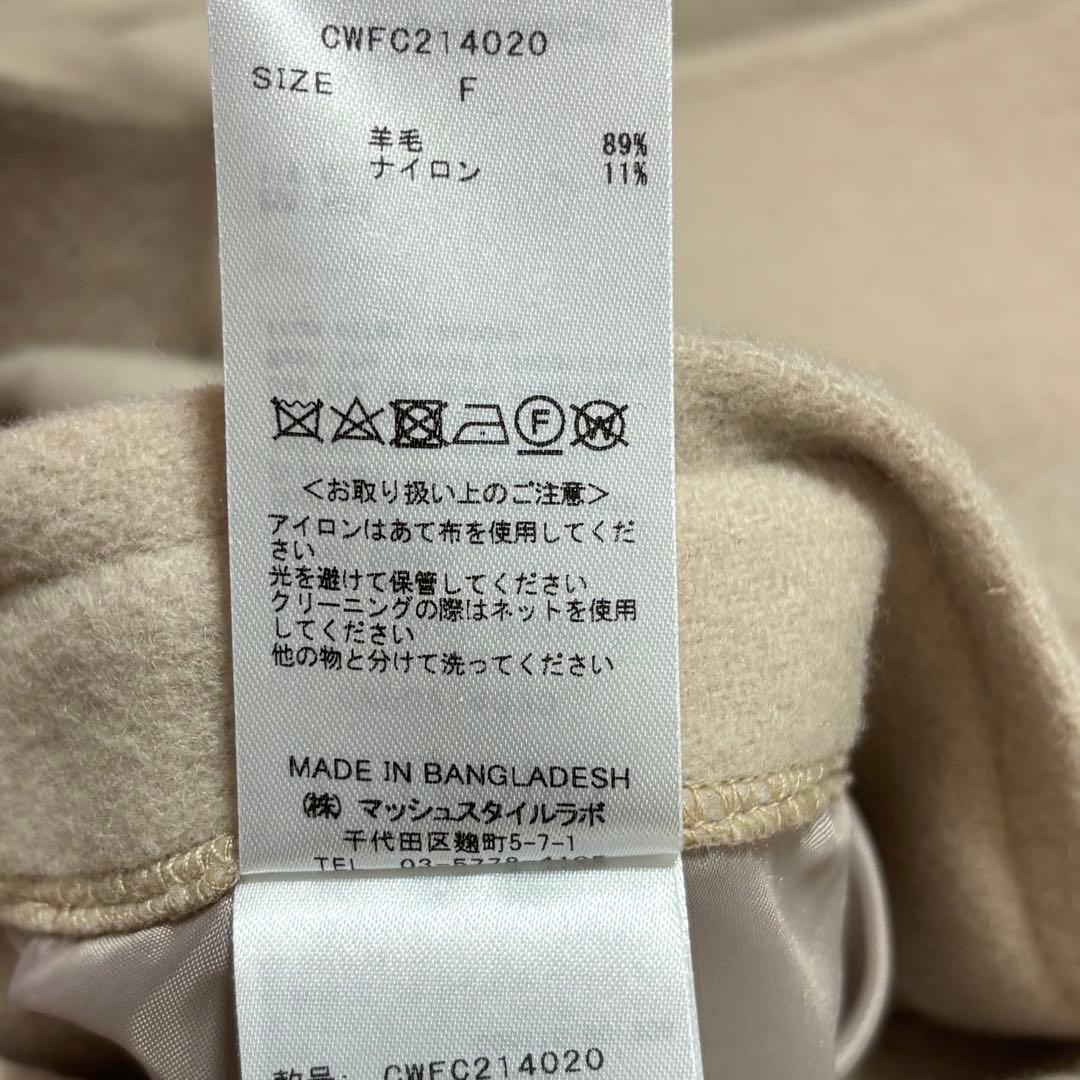 CWFC214020
SIZE F
羊毛 89%
ナイロン 11%
F
W
<お取り扱い上のご注意>
アイロンはあて布を使用してくだ
さい
光を避けて保管してください
クリーニングの際はネットを使用
してください
他の物と分けて洗ってください
MADE IN BANGLADESH
(株) マッシュスタイルラボ
千代田区麹町5-7-1
TEL 03-5778-
款号: CWFC214020